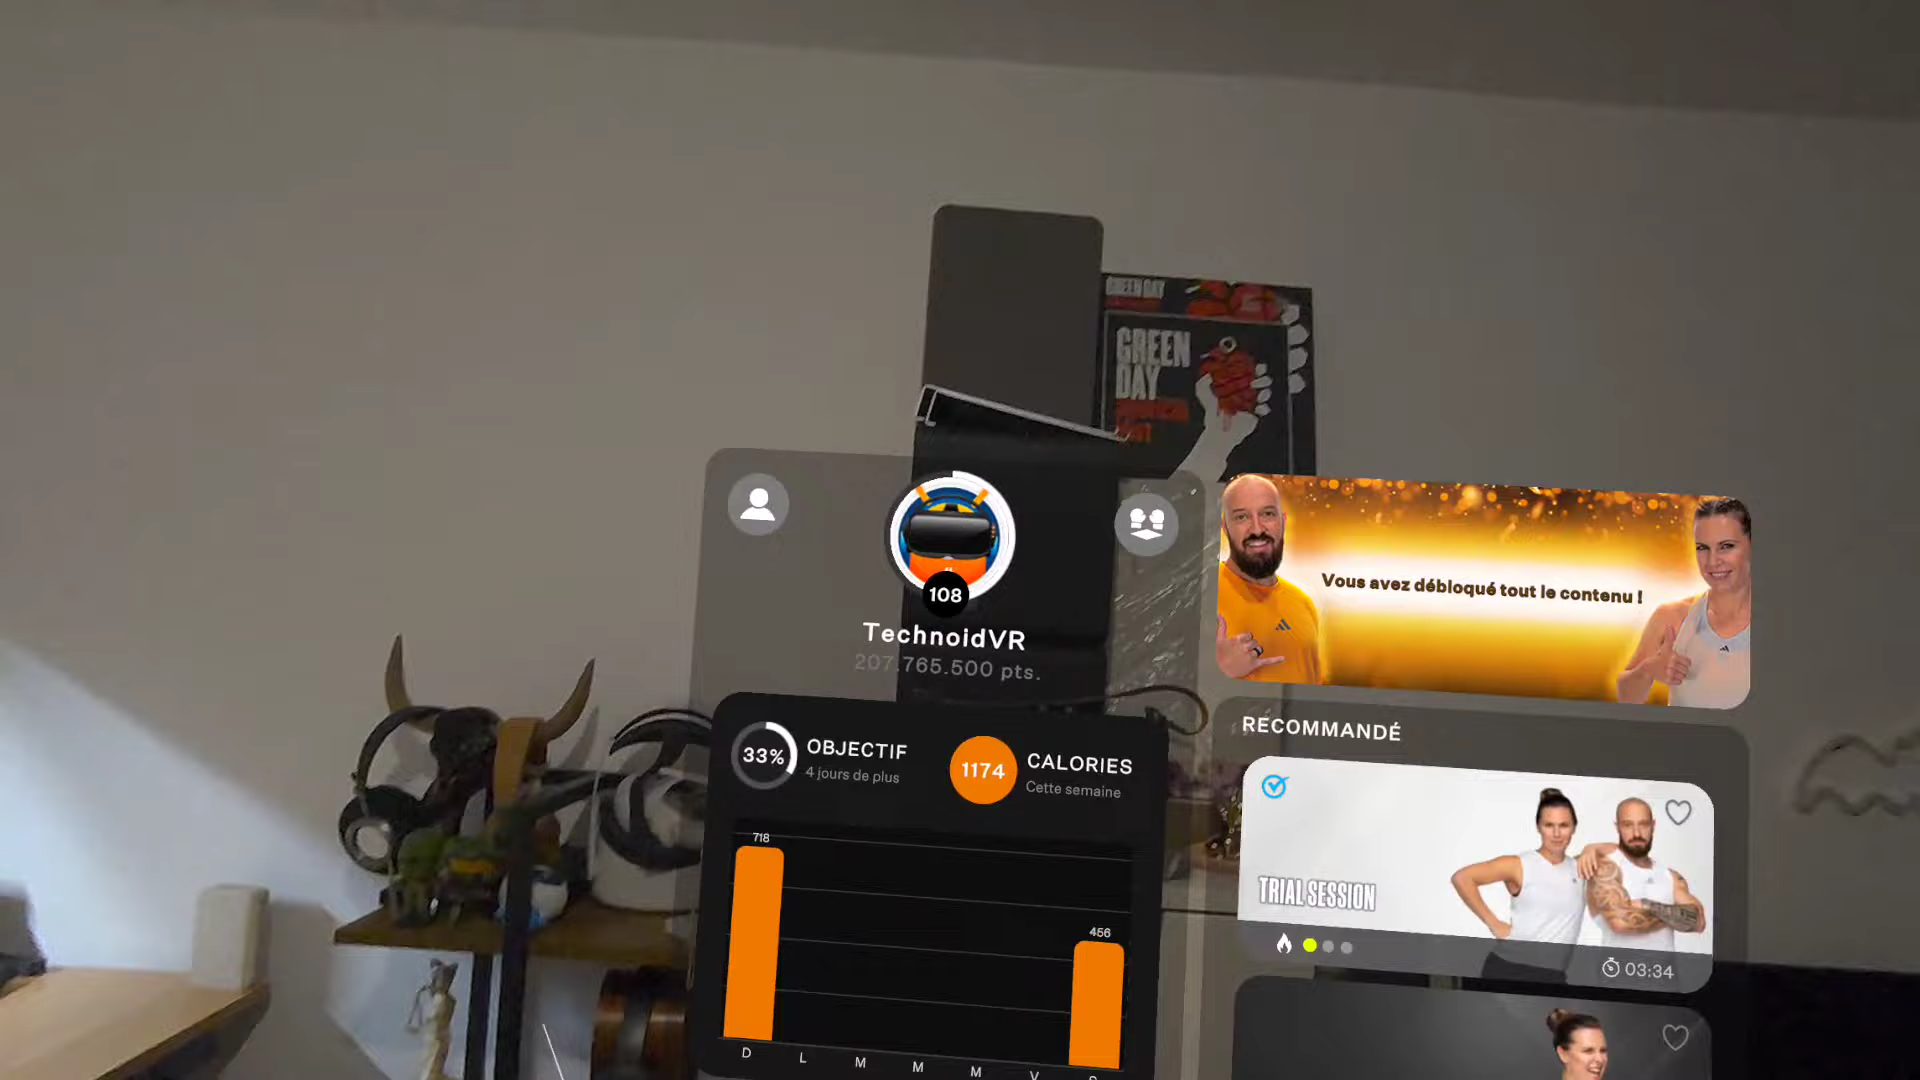 GREEN DAY
GREEN
DAY
108
TechnoidVR
207.765.500 pts.
33%
OBJECTIF
4 jours de plus
1174
CALORIES
Cette semaine
718
456
D
L
M
M
M
V
Vous avez débloqué tout le contenu !
RECOMMANDÉ
TRIAL SESSION
03:34